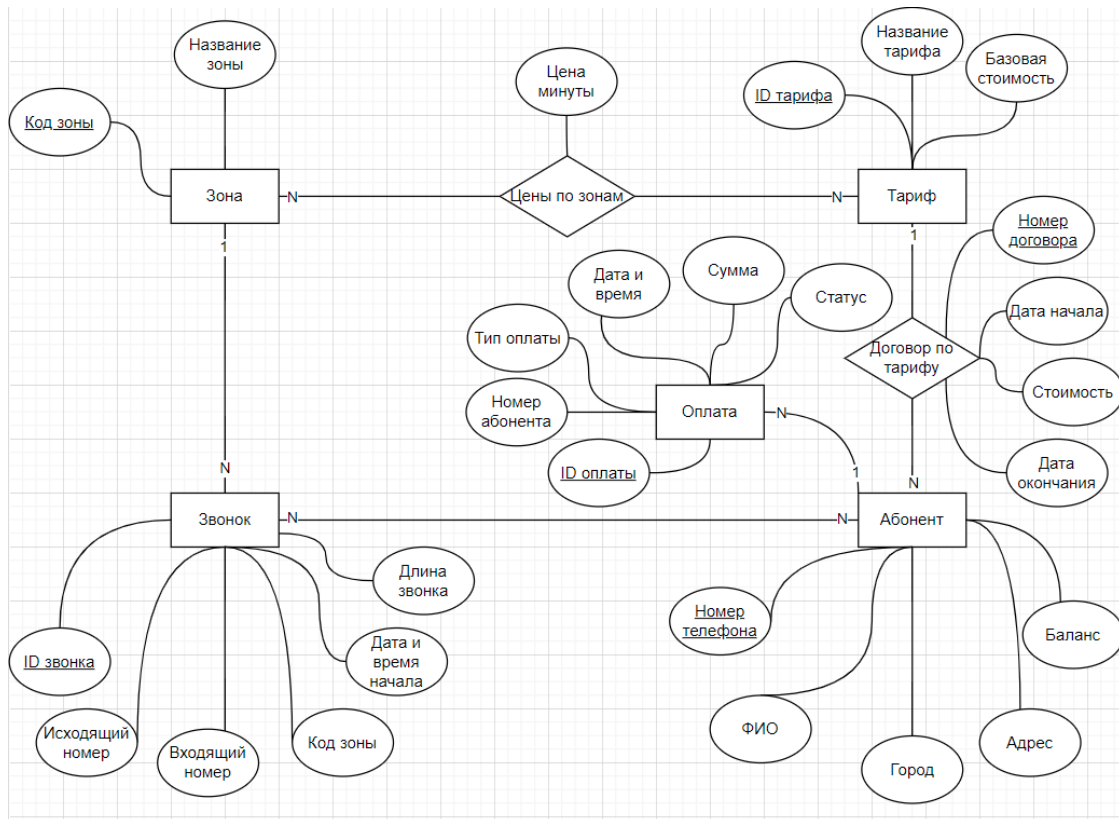 Название
зоны
Код зоны
Цена
минуты
Название
тарифа
ID тарифа
Базовая
стоимость
Зона
N
Цены по зонам
N
Тариф
1
1
Номер
договора
Дата и
время
Сумма
Статус
Дата начала
Тип оплаты
Договор по
тарифу
Номер
абонента
Оплата
N
Стоимость
ID оплаты
1
Дата
окончания
N
N
Звонок
N
N
Абонент
Длина
звонка
Номер
телефона
Баланс
ID звонка
Дата и
время
начала
Исходящий
номер
Входящий
номер
Код зоны
ФИО
Город
Адрес